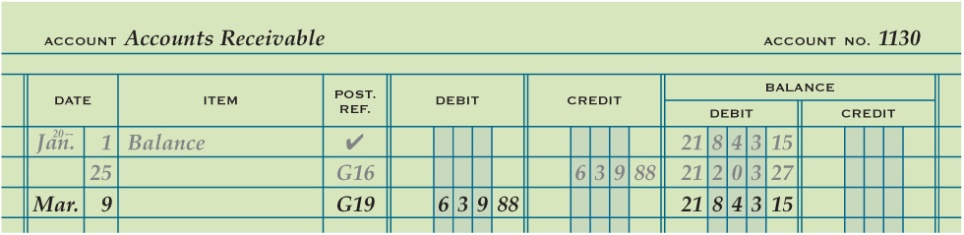 ACCOUNT Accounts Receivable ACCOUNT NO. 1130
DATE ITEM POST. REF. DEBIT CREDIT BALANCE
DEBIT CREDIT
20--
Jan. 1 Balance ✔ 21 8 4 3 15
25 G16 6 3 9 88 21 2 0 3 27
Mar. 9 G19 6 3 9 88 21 8 4 3 15